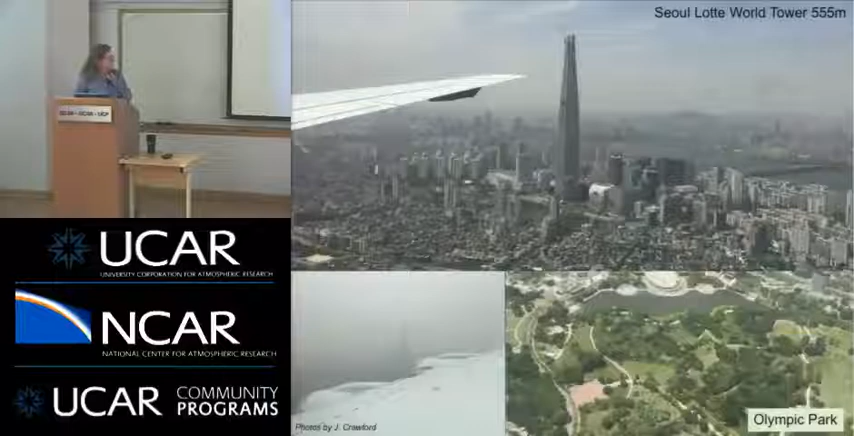 Seoul Lotte World Tower 555m
UCAR
UNIVERSITY CORPORATION FOR ATMOSPHERIC RESEARCH
NCAR
NATIONAL CENTER FOR ATMOSPHERIC RESEARCH
UCAR COMMUNITY
PROGRAMS
Photos by J. Crawford
Olympic Park